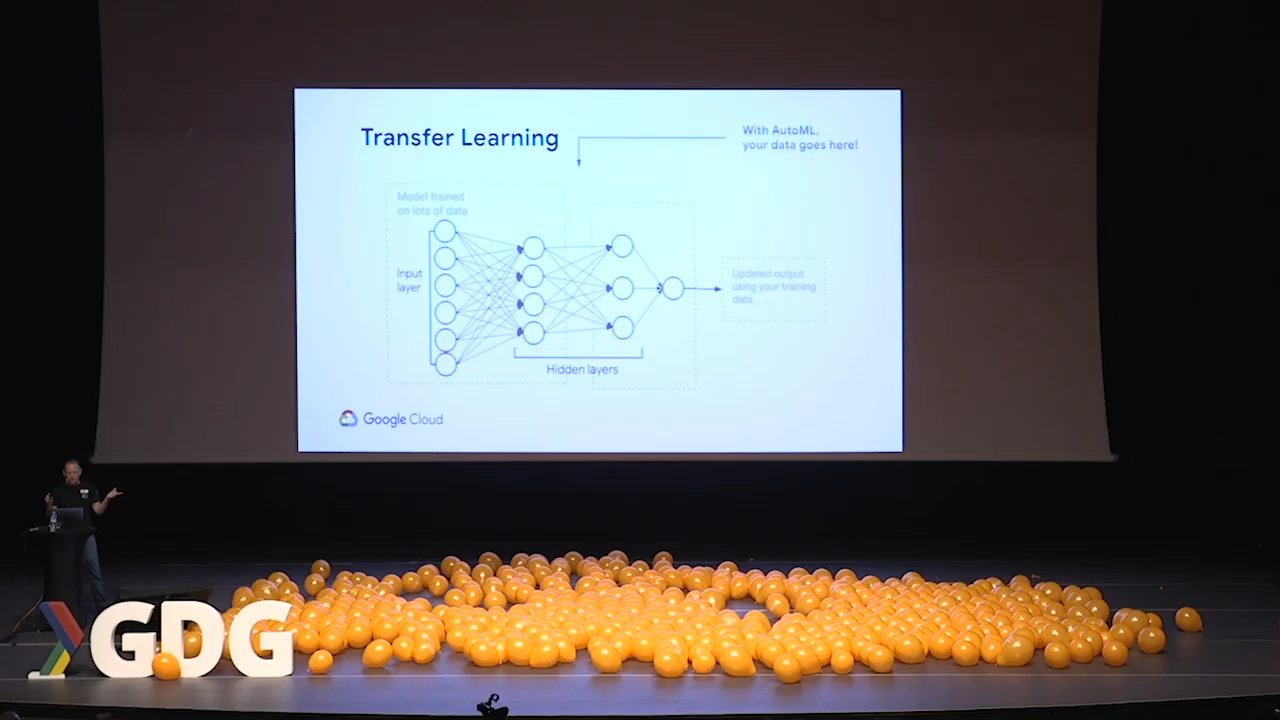 Transfer Learning
With AutoML,
your data goes here!
Model trained
on lots of data
Input
layer
Hidden layers
Updated output
using your training
data
Google Cloud
GDG